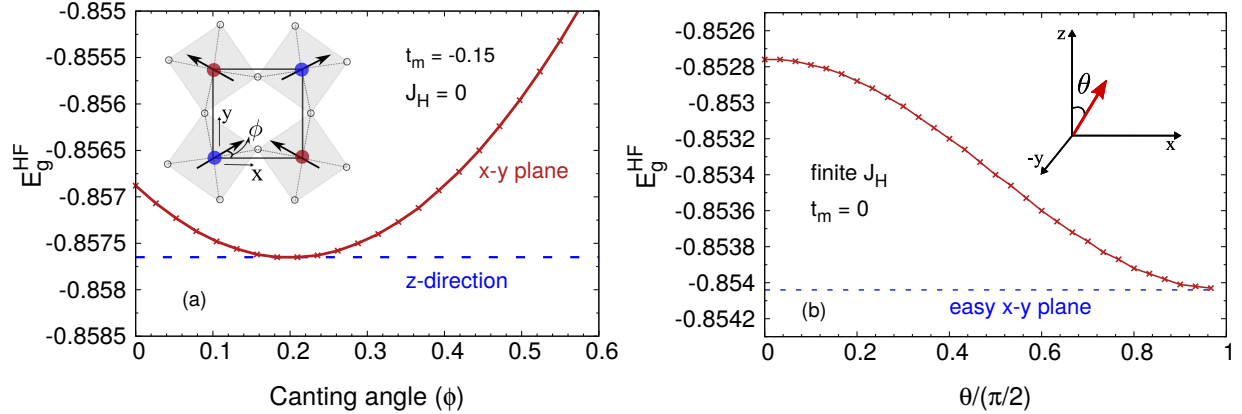 -0.855
-0.8555
-0.856
-0.8565
-0.857
-0.8575
-0.858
-0.8585
E_g^HF
0
0.1
0.2
0.3
0.4
0.5
0.6
Canting angle (ϕ)
t_m = -0.15
J_H = 0
y
ϕ
x
x-y plane
z-direction
(a)
-0.8526
-0.8528
-0.853
-0.8532
-0.8534
-0.8536
-0.8538
-0.854
-0.8542
E_g^HF
0.0
0.2
0.4
0.6
0.8
1
θ/(π/2)
z
θ
x
-y
finite J_H
t_m = 0
easy x-y plane
(b)